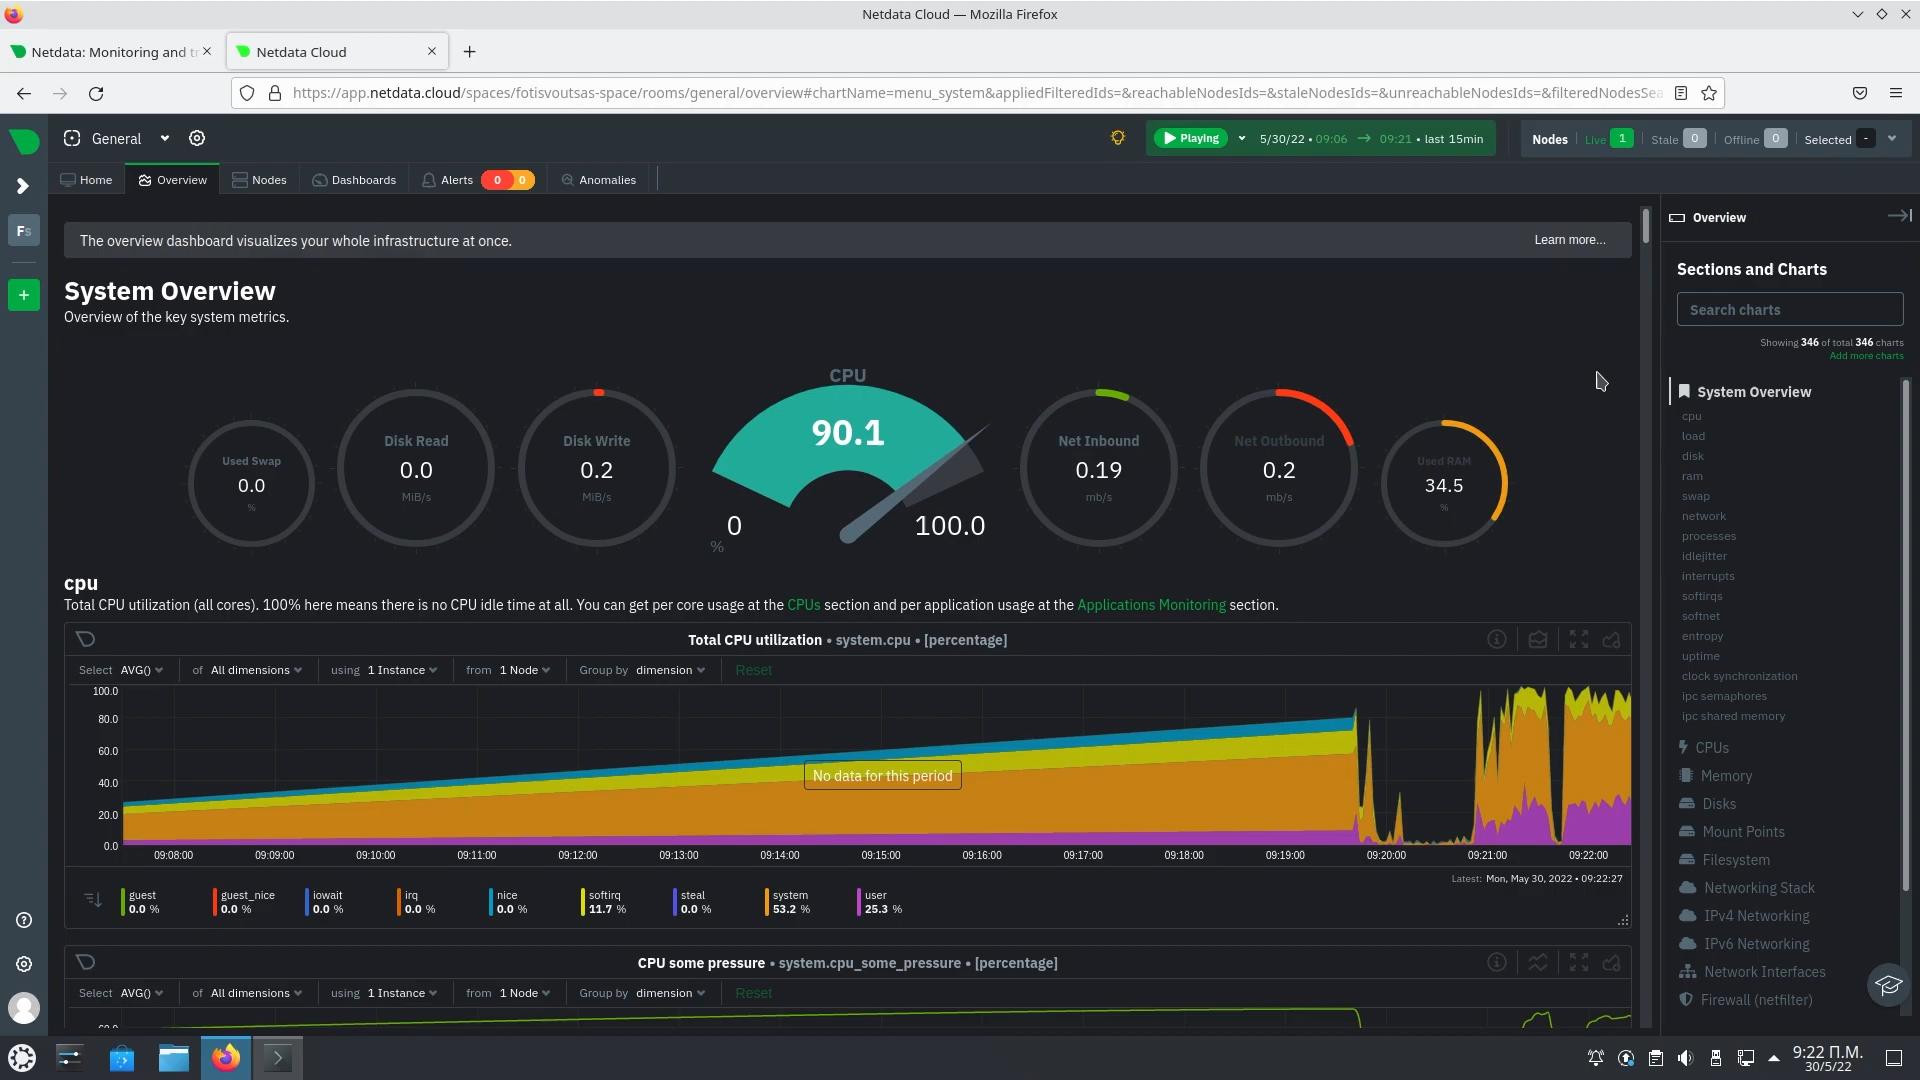 Netdata Cloud — Mozilla Firefox
Netdata: Monitoring and tr
Netdata Cloud
https://app.netdata.cloud/spaces/fotisvoutsas-space/rooms/general/overview#chartName=menu_system&appliedFilteredIds=&reachableNodesIds=&staleNodesIds=&unreachableNodesIds=&filteredNodesSea
General
Playing 5/30/22 • 09:06 → 09:21 • last 15min
Nodes Live 1 Stale 0 Offline 0 Selected -
Home Overview Nodes Dashboards Alerts 0 0 Anomalies
Fs
+
The overview dashboard visualizes your whole infrastructure at once. Learn more...
System Overview
Overview of the key system metrics.
Used Swap
0.0
%
Disk Read
0.0
MiB/s
Disk Write
0.2
MiB/s
CPU
90.1
0
100.0
%
Net Inbound
0.19
mb/s
Net Outbound
0.2
mb/s
Used RAM
34.5
%
cpu
Total CPU utilization (all cores). 100% here means there is no CPU idle time at all. You can get per core usage at the CPUs section and per application usage at the Applications Monitoring section.
Total CPU utilization • system.cpu • [percentage]
Select AVG() of All dimensions using 1 Instance from 1 Node Group by dimension Reset
100.0
80.0
60.0
40.0
20.0
0.0
No data for this period
09:08:00 09:09:00 09:10:00 09:11:00 09:12:00 09:13:00 09:14:00 09:15:00 09:16:00 09:17:00 09:18:00 09:19:00 09:20:00 09:21:00 09:22:00
Latest: Mon, May 30, 2022 • 09:22:27
guest guest_nice iowait irq nice softirq steal system user
0.0 % 0.0 % 0.0 % 0.0 % 0.0 % 11.7 % 0.0 % 53.2 % 25.3 %
CPU some pressure • system.cpu_some_pressure • [percentage]
Select AVG() of All dimensions using 1 Instance from 1 Node Group by dimension Reset
Overview
Sections and Charts
Search charts
Showing 346 of total 346 charts
Add more charts
System Overview
cpu
load
disk
ram
swap
network
processes
idlejitter
interrupts
softirqs
softnet
entropy
uptime
clock synchronization
ipc semaphores
ipc shared memory
CPUs
Memory
Disks
Mount Points
Filesystem
Networking Stack
IPv4 Networking
IPv6 Networking
Network Interfaces
Firewall (netfilter)
9:22 Π.Μ.
30/5/22